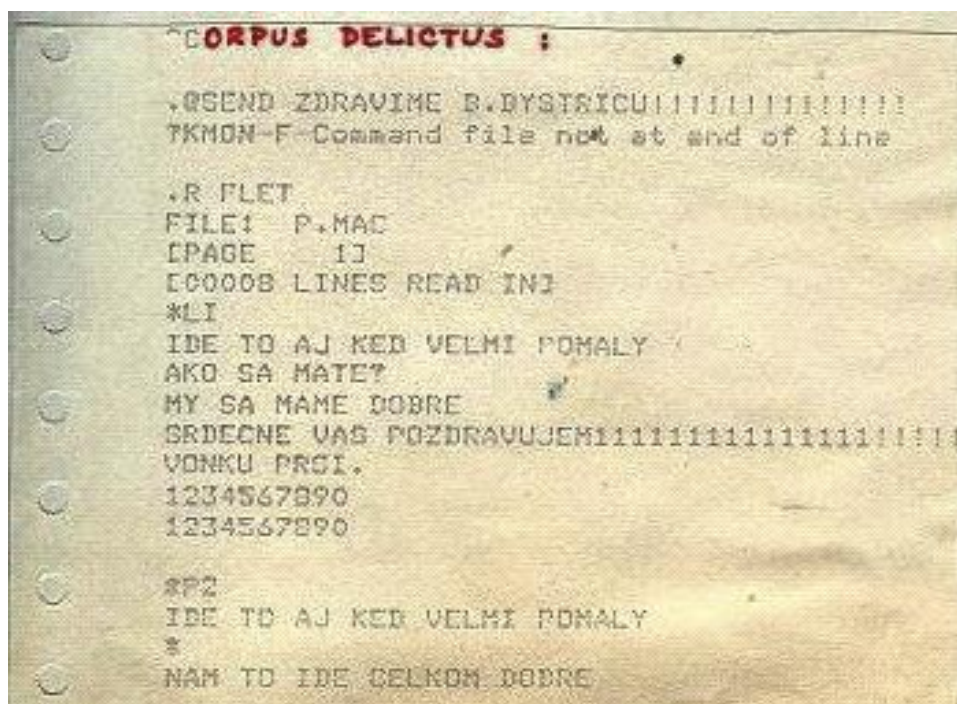 ^CORPUS DELICTUS :
.@SEND ZDRAVIME B.BYSTRICU!!!!!!!!!!!!!!!
?KMON-F-Command file not at end of line
.R FLET
FILE: P.MAC
[PAGE 1]
[00008 LINES READ IN]
*LI
IDE TO AJ KED VELMI POMALY
AKO SA MATE?
MY SA MAME DOBRE
SRDECNE VAS POZDRAVUJEM11111111111111111!!!!!
VONKU PRSI.
1234567890
1234567890
*P2
IDE TO AJ KED VELMI POMALY
*
NAM TO IDE CELKOM DOBRE